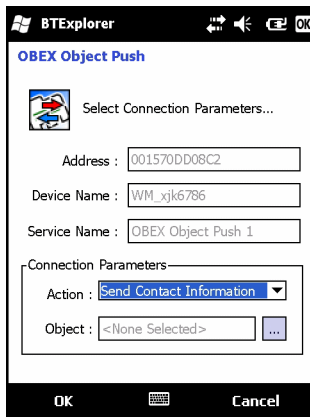 BTExplorer OK
OBEX Object Push
Select Connection Parameters...
Address : 001570DD08C2
Device Name : WM_xjk6786
Service Name : OBEX Object Push 1
Connection Parameters
Action : Send Contact Information
Object : <None Selected> ...
OK Cancel